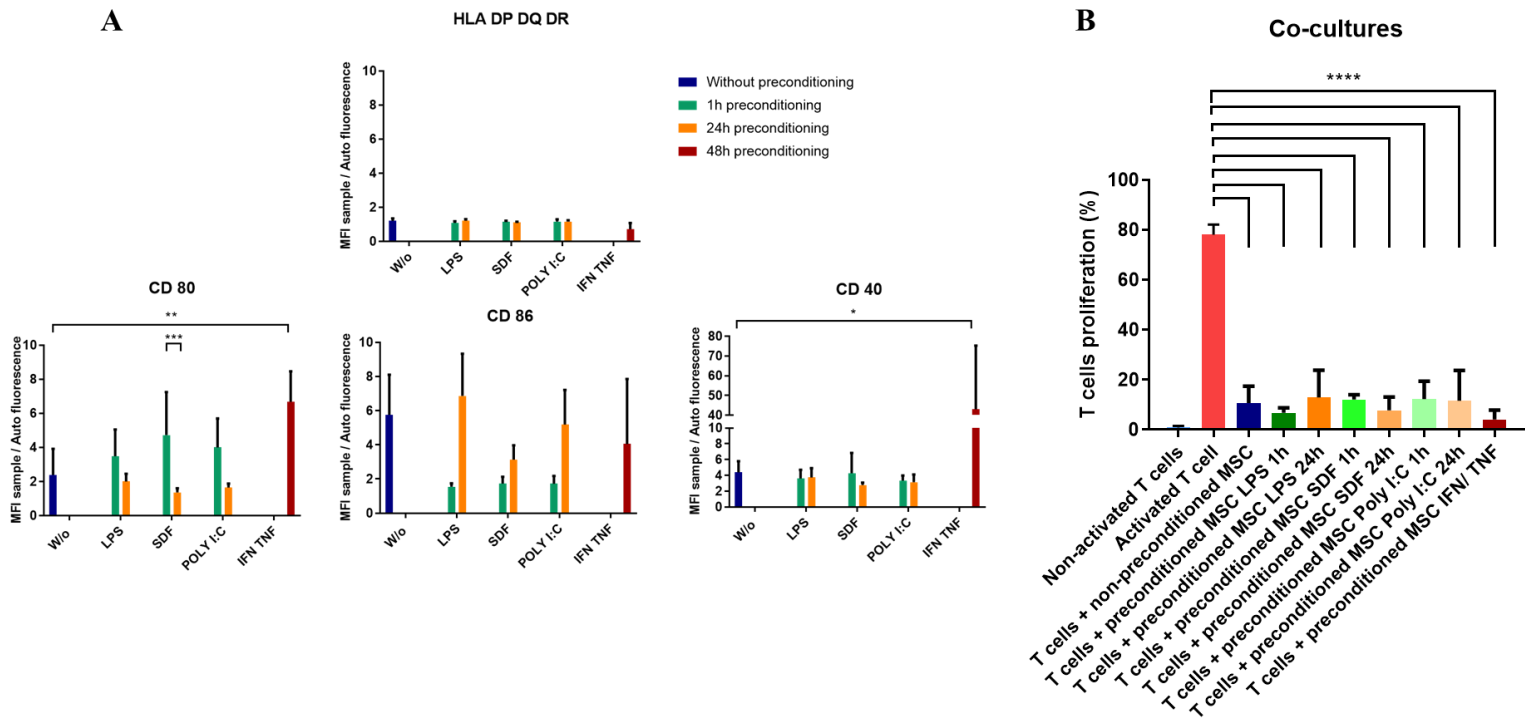 A
HLA DP DQ DR
MFI sample / Auto fluorescence
10
8
6
4
2
0
W/o
LPS
SDF
POLY I:C
IFN TNF
Without preconditioning
1h preconditioning
24h preconditioning
48h preconditioning
CD 80
MFI sample / Auto fluorescence
10
8
6
4
2
0
**
***
W/o
LPS
SDF
POLY I:C
IFN TNF
CD 86
MFI sample / Auto fluorescence
10
8
6
4
2
0
W/o
LPS
SDF
POLY I:C
IFN TNF
CD 40
MFI sample / Auto fluorescence
80
70
60
50
40
10
8
6
4
2
0
*
W/o
LPS
SDF
POLY I:C
IFN TNF
B
Co-cultures
****
T cells proliferation (%)
100
80
60
40
20
0
Non-activated T cells
Activated T cell
T cells + non-preconditioned MSC
T cells + preconditioned MSC LPS 1h
T cells + preconditioned MSC LPS 24h
T cells + preconditioned MSC SDF 1h
T cells + preconditioned MSC SDF 24h
T cells + preconditioned MSC Poly I:C 1h
T cells + preconditioned MSC Poly I:C 24h
T cells + preconditioned MSC IFN/ TNF